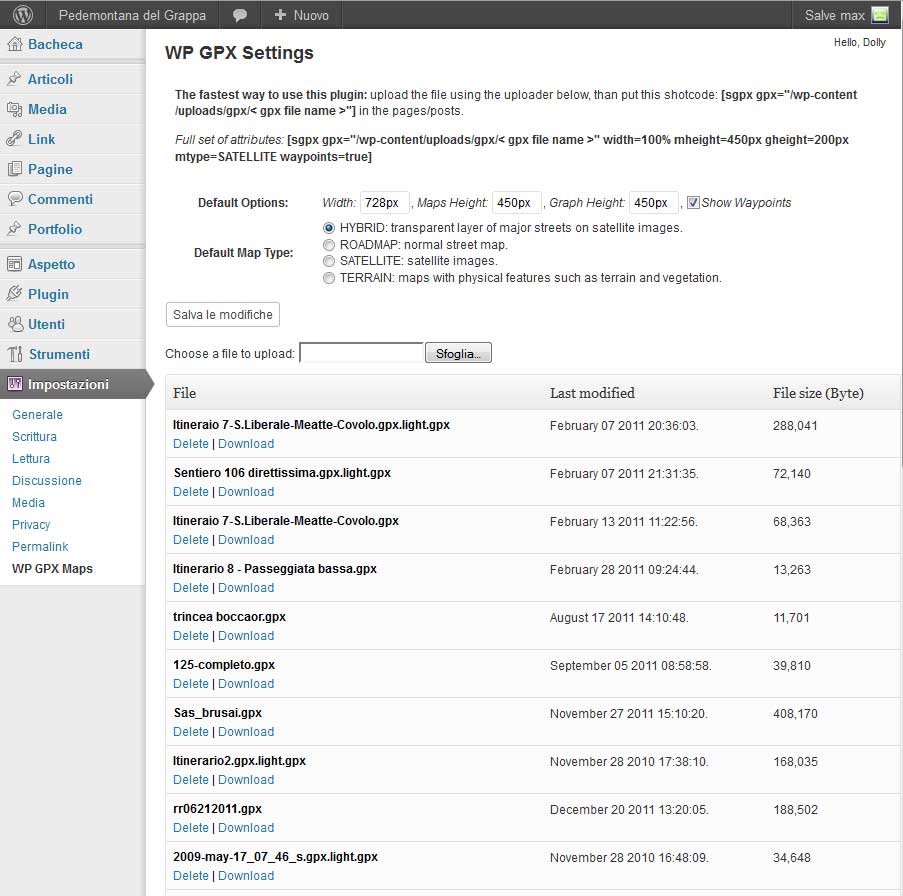 Pedemontana del Grappa
Nuovo
Salve max
Bacheca
Articoli
Media
Link
Pagine
Commenti
Portfolio
Aspetto
Plugin
Utenti
Strumenti
Impostazioni
Generale
Scrittura
Lettura
Discussione
Media
Privacy
Permalink
WP GPX Maps
Hello, Dolly
WP GPX Settings
The fastest way to use this plugin: upload the file using the uploader below, than put this shotcode: [sgpx gpx="/wp-content
/uploads/gpx/< gpx file name >"] in the pages/posts.
Full set of attributes: [sgpx gpx="/wp-content/uploads/gpx/< gpx file name >" width=100% mheight=450px gheight=200px
mtype=SATELLITE waypoints=true]
Default Options: Width: 728px , Maps Height: 450px , Graph Height: 450px , Show Waypoints
Default Map Type:
HYBRID: transparent layer of major streets on satellite images.
ROADMAP: normal street map.
SATELLITE: satellite images.
TERRAIN: maps with physical features such as terrain and vegetation.
Salva le modifiche
Choose a file to upload: Sfoglia...
File Last modified File size (Byte)
Itineraio 7-S.Liberale-Meatte-Covolo.gpx.light.gpx February 07 2011 20:36:03. 288,041
Delete | Download
Sentiero 106 direttissima.gpx.light.gpx February 07 2011 21:31:35. 72,140
Delete | Download
Itineraio 7-S.Liberale-Meatte-Covolo.gpx February 13 2011 11:22:56. 68,363
Delete | Download
Itinerario 8 - Passeggiata bassa.gpx February 28 2011 09:24:44. 13,263
Delete | Download
trincea boccaor.gpx August 17 2011 14:10:48. 11,701
Delete | Download
125-completo.gpx September 05 2011 08:58:58. 39,810
Delete | Download
Sas_brusai.gpx November 27 2011 15:10:20. 408,170
Delete | Download
Itinerario2.gpx.light.gpx November 28 2010 17:38:10. 168,035
Delete | Download
rr06212011.gpx December 20 2011 13:20:05. 188,502
Delete | Download
2009-may-17_07_46_s.gpx.light.gpx November 28 2010 16:48:09. 34,648
Delete | Download